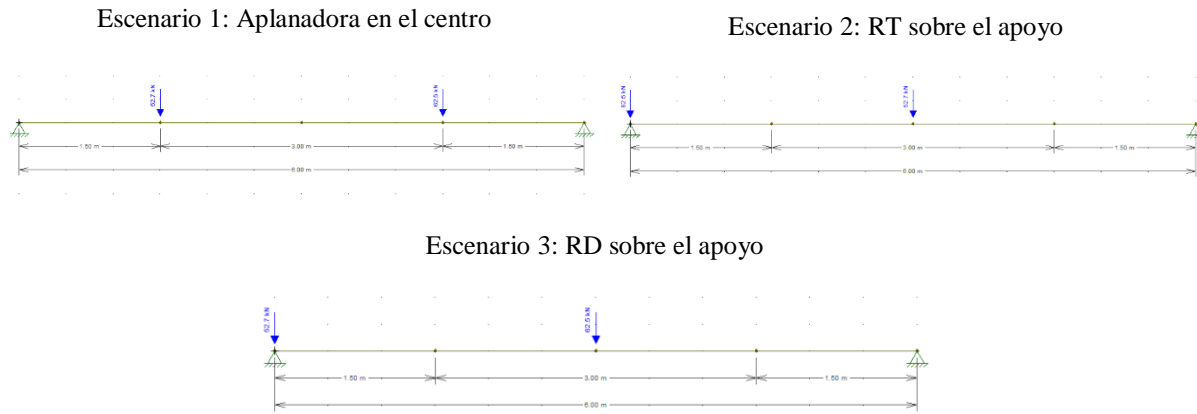 Escenario 1: Aplanadora en el centro
Escenario 2: RT sobre el apoyo
52.7 kN
62.5 kN
1.50 m
3.00 m
1.50 m
6.00 m
62.5 kN
52.7 kN
1.50 m
3.00 m
1.50 m
6.00 m
Escenario 3: RD sobre el apoyo
52.7 kN
62.5 kN
1.50 m
3.00 m
1.50 m
6.00 m